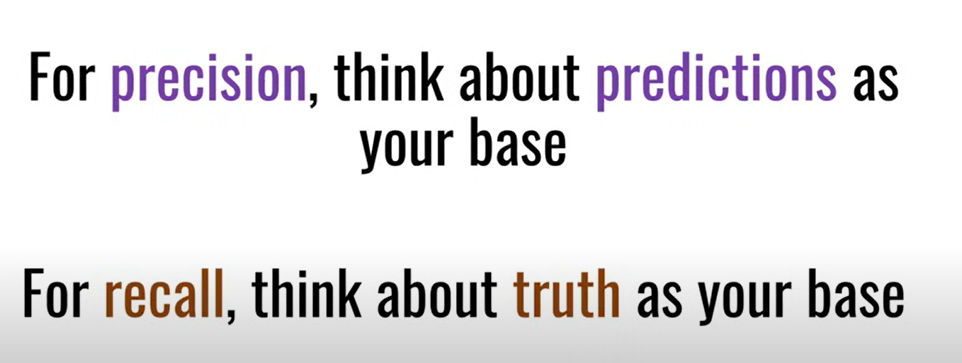 For precision, think about predictions as
your base
For recall, think about truth as your base